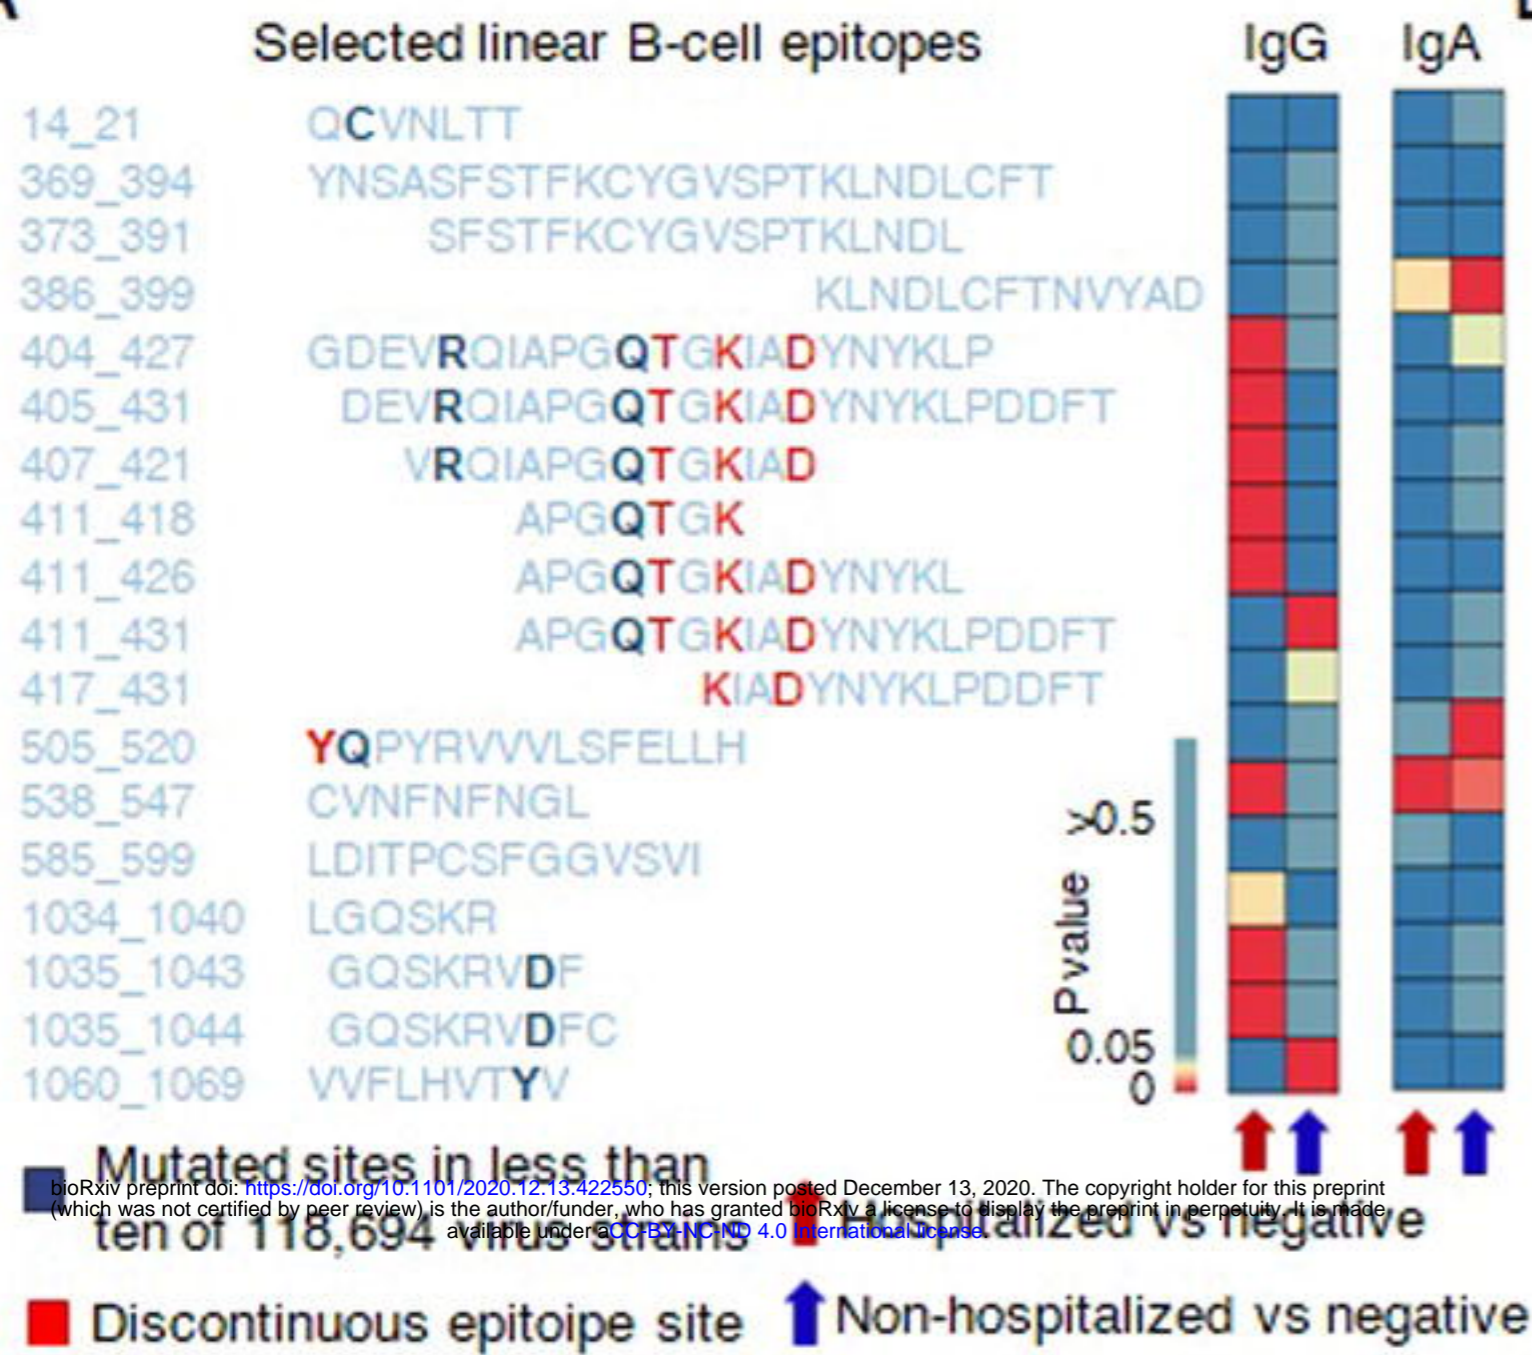 Selected linear B-cell epitopes IgG IgA
14_21 QCVNLTT
369_394 YNSASFSTFKCYGVSPTKLNDLCFT
373_391 SFSTFKCYGVSPTKLNDL
386_399 KLNDLCFTNVYAD
404_427 GDEVRQIAPGQTGKIADYNYKLP
405_431 DEVRQIAPGQTGKIADYNYKLPDDFT
407_421 VRQIAPGQTGKIAD
411_418 APGQTGK
411_426 APGQTGKIADYNYKL
411_431 APGQTGKIADYNYKLPDDFT
417_431 KIADYNYKLPDDFT
505_520 YQPYRVVVLSFELLH
538_547 CVNFNFNGL
585_599 LDITPCSFGGVSVI
1034_1040 LGQSKR
1035_1043 GQSKRVDF
1035_1044 GQSKRVDFC
1060_1069 VVFLHVTYV
P value
0.5
0.05
0
Mutated sites in less than
ten of 118,694 virus strains
Hospitalized vs negative
bioRxiv preprint doi: https://doi.org/10.1101/2020.12.13.422550; this version posted December 13, 2020. The copyright holder for this preprint
(which was not certified by peer review) is the author/funder, who has granted bioRxiv a license to display the preprint in perpetuity. It is made
available under aCC-BY-NC-ND 4.0 International license.
Discontinuous epitoipe site
Non-hospitalized vs negative